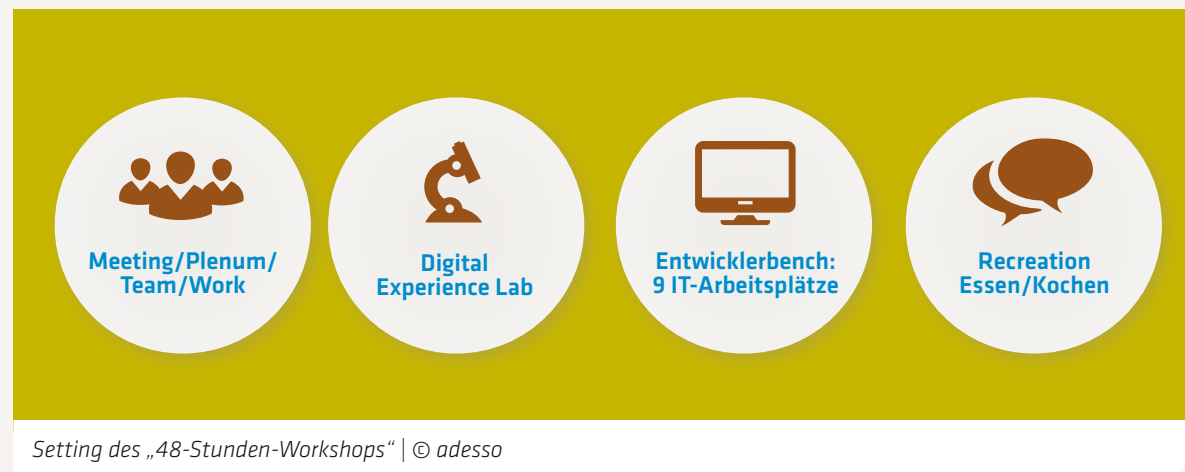 Meeting/Plenum/
Team/Work
Digital
Experience Lab
Entwicklerbench:
9 IT-Arbeitsplätze
Recreation
Essen/Kochen
Setting des „48-Stunden-Workshops“ | © adesso